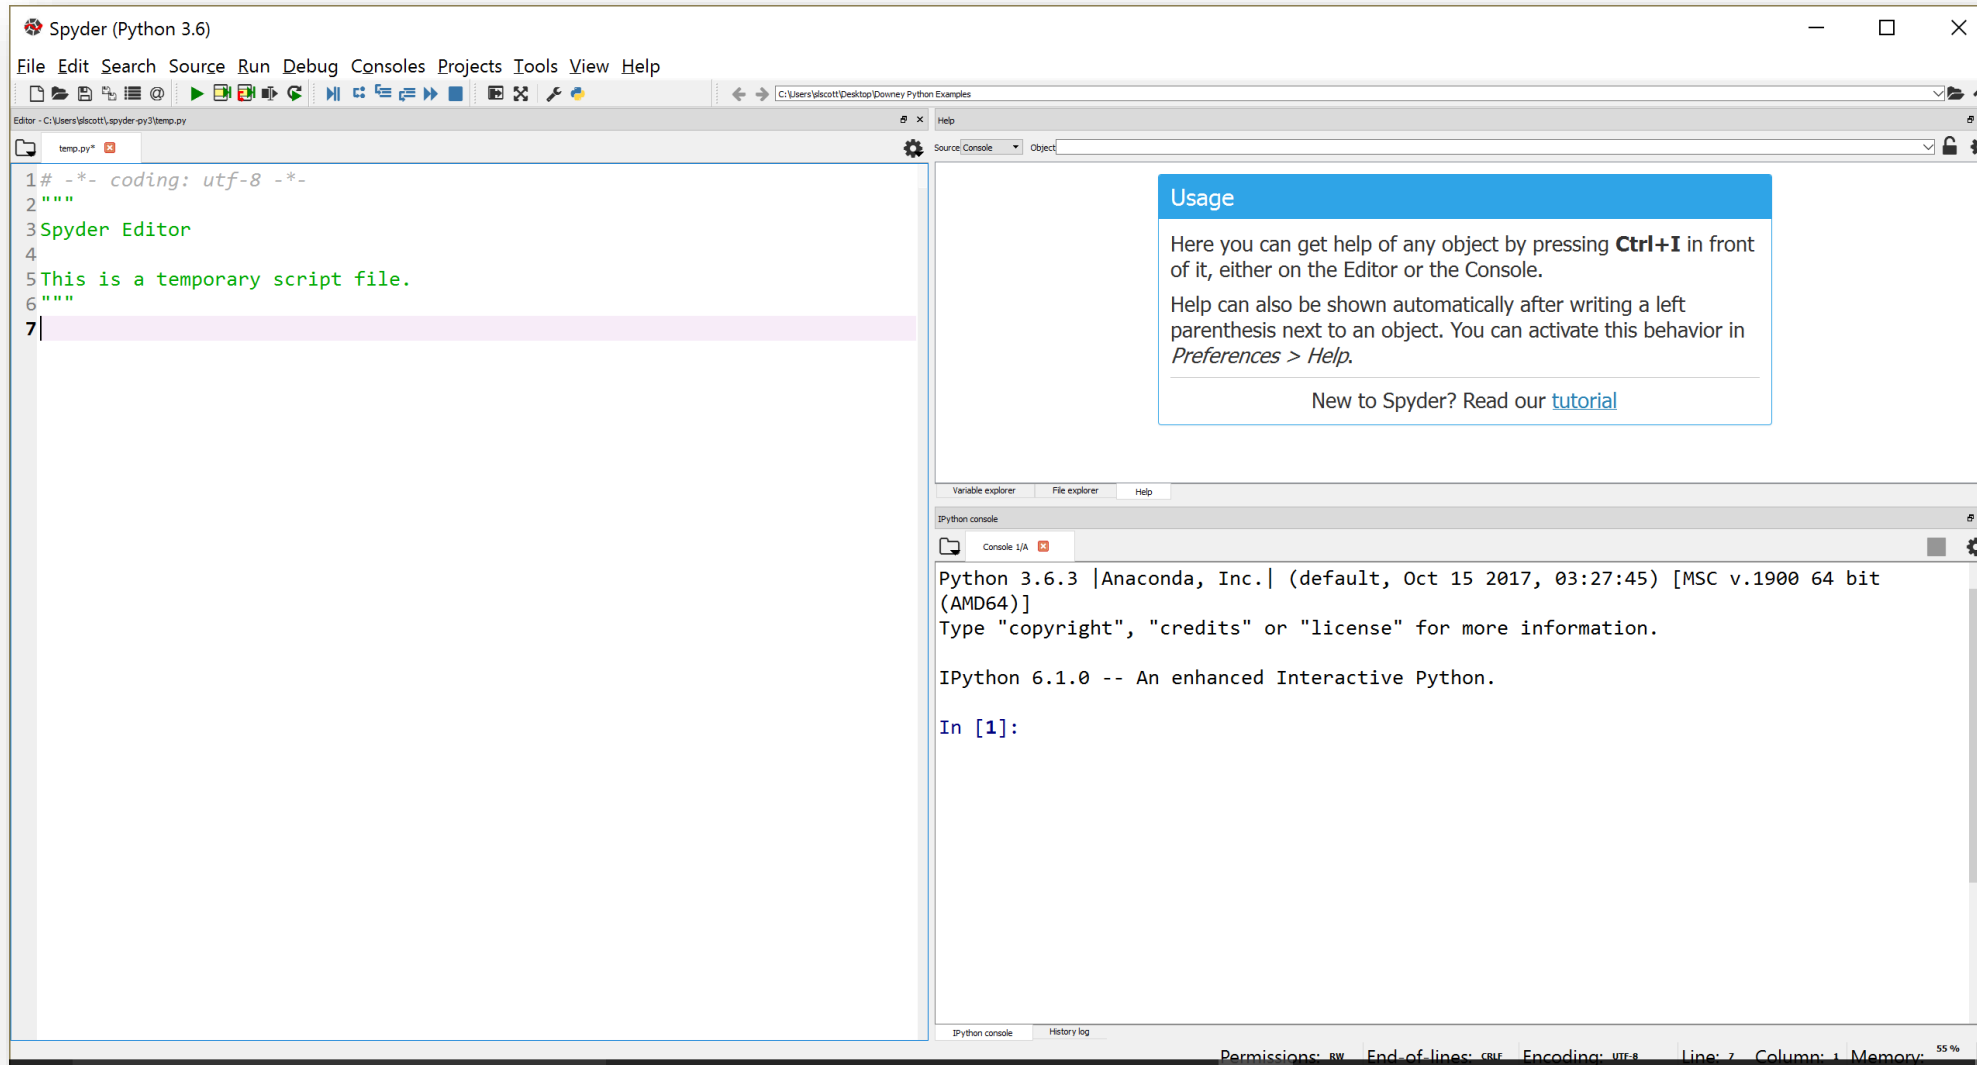 Spyder (Python 3.6)
File Edit Search Source Run Debug Consoles Projects Tools View Help
C:\Users\slscott\Desktop\Downey Python Examples
Editor - C:\Users\slscott\.spyder-py3\temp.py
temp.py*
1 # -*- coding: utf-8 -*-
2 """
3 Spyder Editor
4
5 This is a temporary script file.
6 """
7
Help
Source Console Object
Usage
Here you can get help of any object by pressing Ctrl+I in front
of it, either on the Editor or the Console.
Help can also be shown automatically after writing a left
parenthesis next to an object. You can activate this behavior in
Preferences > Help.
New to Spyder? Read our tutorial
Variable explorer File explorer Help
IPython console
Console 1/A
Python 3.6.3 |Anaconda, Inc.| (default, Oct 15 2017, 03:27:45) [MSC v.1900 64 bit
(AMD64)]
Type "copyright", "credits" or "license" for more information.
IPython 6.1.0 -- An enhanced Interactive Python.
In [1]:
IPython console History log
Permissions: RW End-of-lines: CRLF Encoding: UTF-8 Line: 7 Column: 1 Memory: 55 %